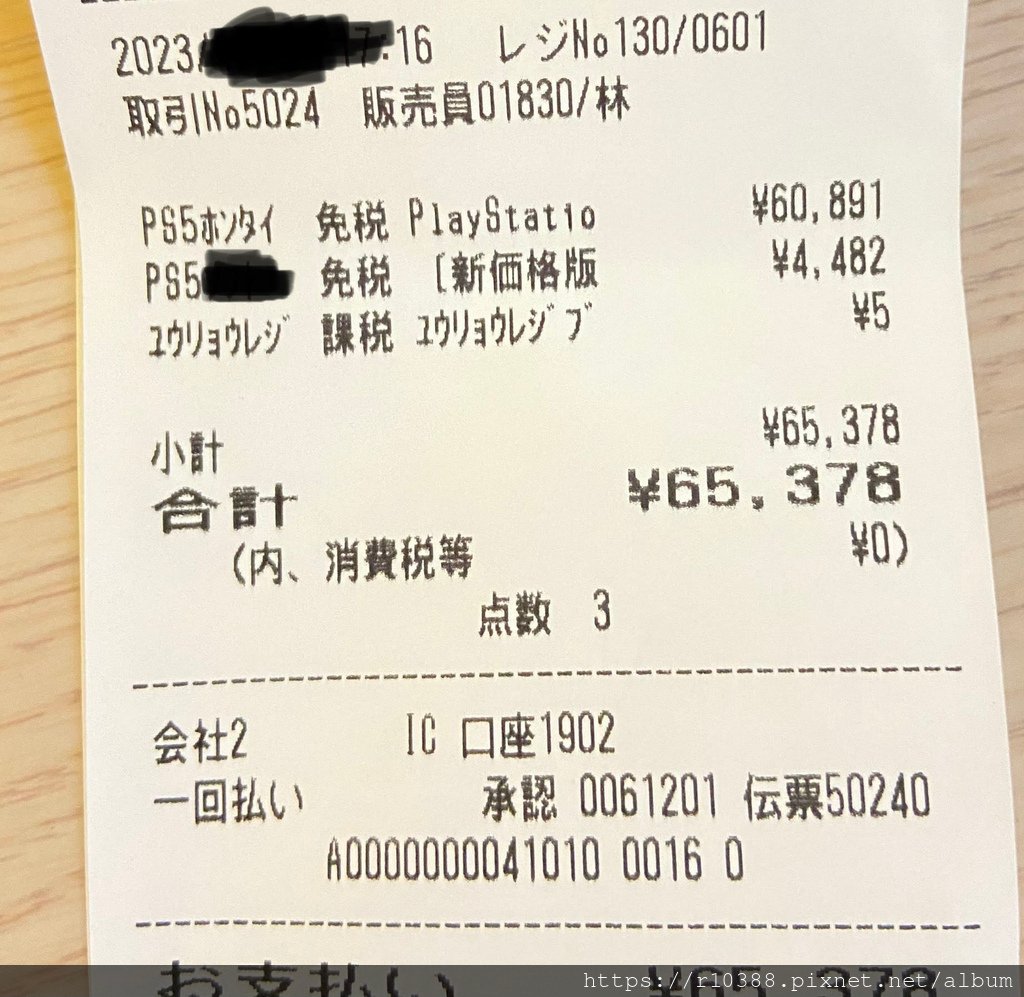 2023/ 17:16 レジNo130/0601
取引No5024 販売員01830/林
PS5ホンタイ 免税 PlayStatio ¥60,891
PS5 免税 [新価格版 ¥4,482
ユウリョウレジ 課税 ユウリョウレジブ ¥5
小計 ¥65,378
合計 ¥65,378
(内、消費税等 ¥0)
点数 3
会社2 IC 口座1902
一回払い 承認 0061201 伝票50240
A0000000041010 0016 0
お支払い ¥65,378
https://r10388.pixnet.net/album